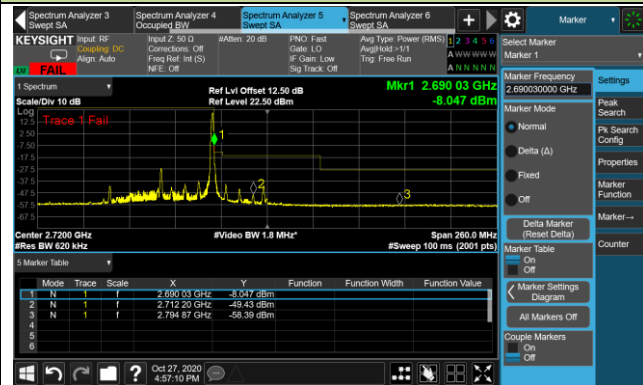 Spectrum Analyzer 3
Swept SA
Spectrum Analyzer 4
Occupied BW
Spectrum Analyzer 5
Swept SA
Spectrum Analyzer 6
Swept SA
Marker
KEYSIGHT
Input: RF
Coupling: DC
Align: Auto
Input Z: 50 Ω
Corrections: Off
Freq Ref: Int (S)
NFE: Off
#Atten: 20 dB
PNO: Fast
Gate: LO
IF Gain: Low
Sig Track: Off
Avg Type: Power (RMS)
Avg|Hold:>1/1
Trig: Free Run
1 2 3 4 5 6
A W W W W W
A N N N N N
LXI
FAIL
1 Spectrum
Scale/Div 10 dB
Ref Lvl Offset 12.50 dB
Ref Level 22.50 dBm
Mkr1 2.690 03 GHz
-8.047 dBm
Log
Trace 1 Fail
12.5
2.50
-7.50
-17.5
-27.5
-37.5
-47.5
-57.5
-67.5
1
2
3
Center 2.7200 GHz
#Res BW 620 kHz
#Video BW 1.8 MHz*
Span 260.0 MHz
#Sweep 100 ms (2001 pts)
5 Marker Table
Mode Trace Scale X Y Function Function Width Function Value
1 N 1 f 2.690 03 GHz -8.047 dBm
2 N 1 f 2.712 20 GHz -49.43 dBm
3 N 1 f 2.794 87 GHz -58.39 dBm
4
5
6
Select Marker
Marker 1
Marker Frequency
2.690030000 GHz
Marker Mode
Normal
Delta (Δ)
Fixed
Off
Delta Marker
(Reset Delta)
Marker Table
On
Off
Marker Settings
Diagram
All Markers Off
Couple Markers
On
Off
Settings
Peak
Search
Pk Search
Config
Properties
Marker
Function
Marker→
Counter
Oct 27, 2020
4:57:10 PM